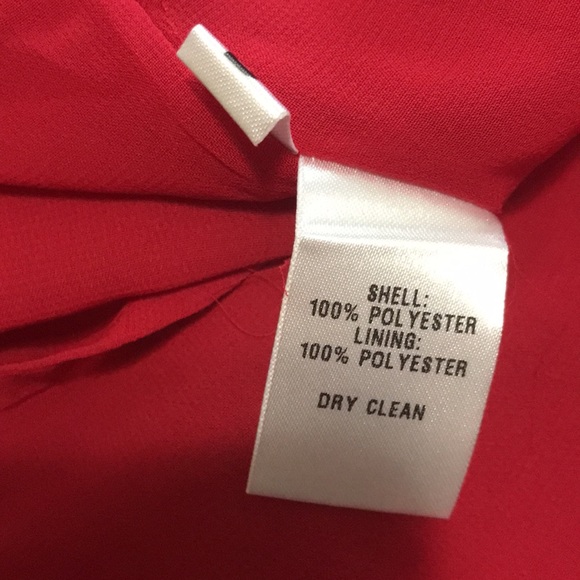 SHELL:
100% POLYESTER
LINING:
100% POLYESTER
DRY CLEAN